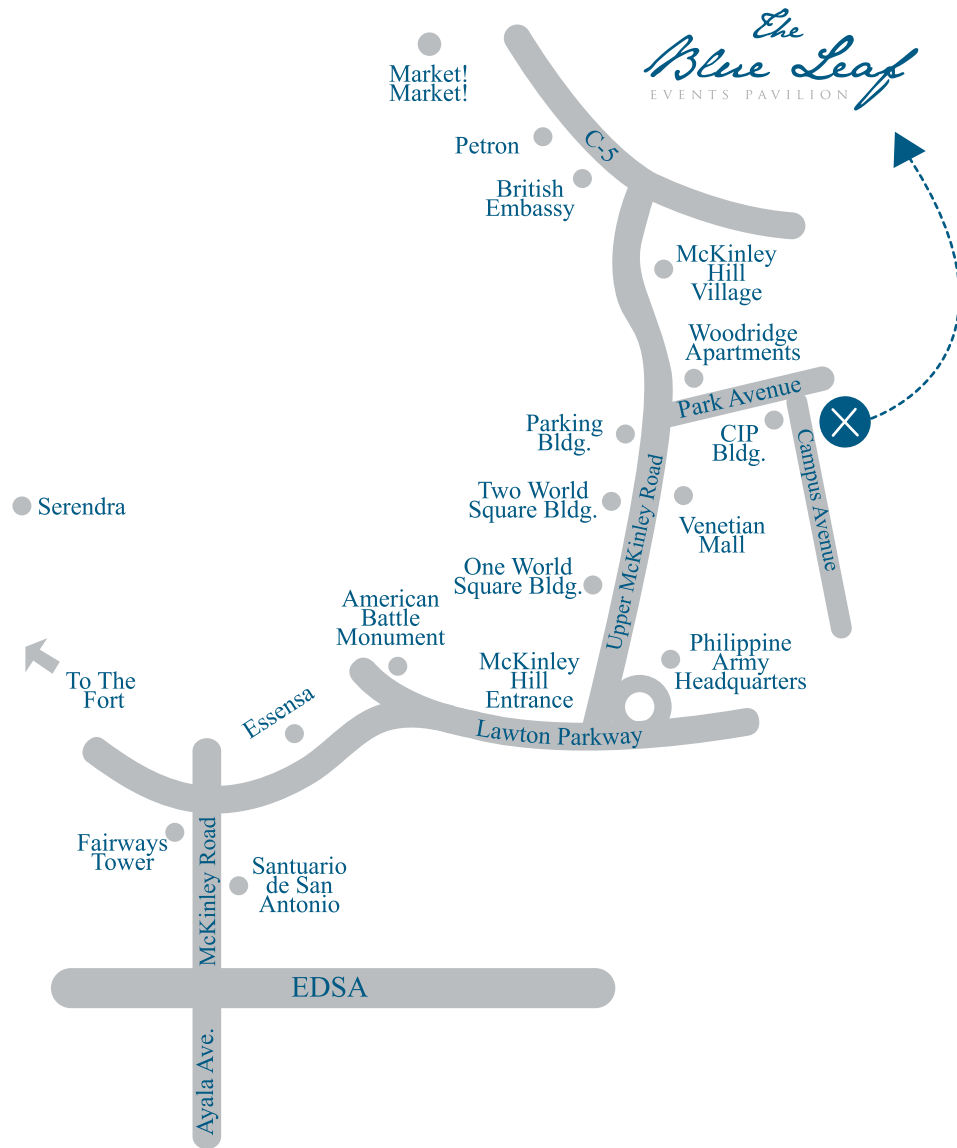 The
Blue Leaf
EVENTS PAVILION
Market!
Market!
C-5
Petron
British
Embassy
McKinley
Hill
Village
Woodridge
Apartments
Park Avenue
Parking
Bldg.
CIP
Bldg.
Campus Avenue
Two World
Square Bldg.
Upper McKinley Road
Venetian
Mall
Serendra
One World
Square Bldg.
American
Battle
Monument
McKinley
Hill
Entrance
Philippine
Army
Headquarters
To The
Fort
Essensa
Lawton Parkway
Fairways
Tower
McKinley Road
Santuario
de San
Antonio
EDSA
Ayala Ave.